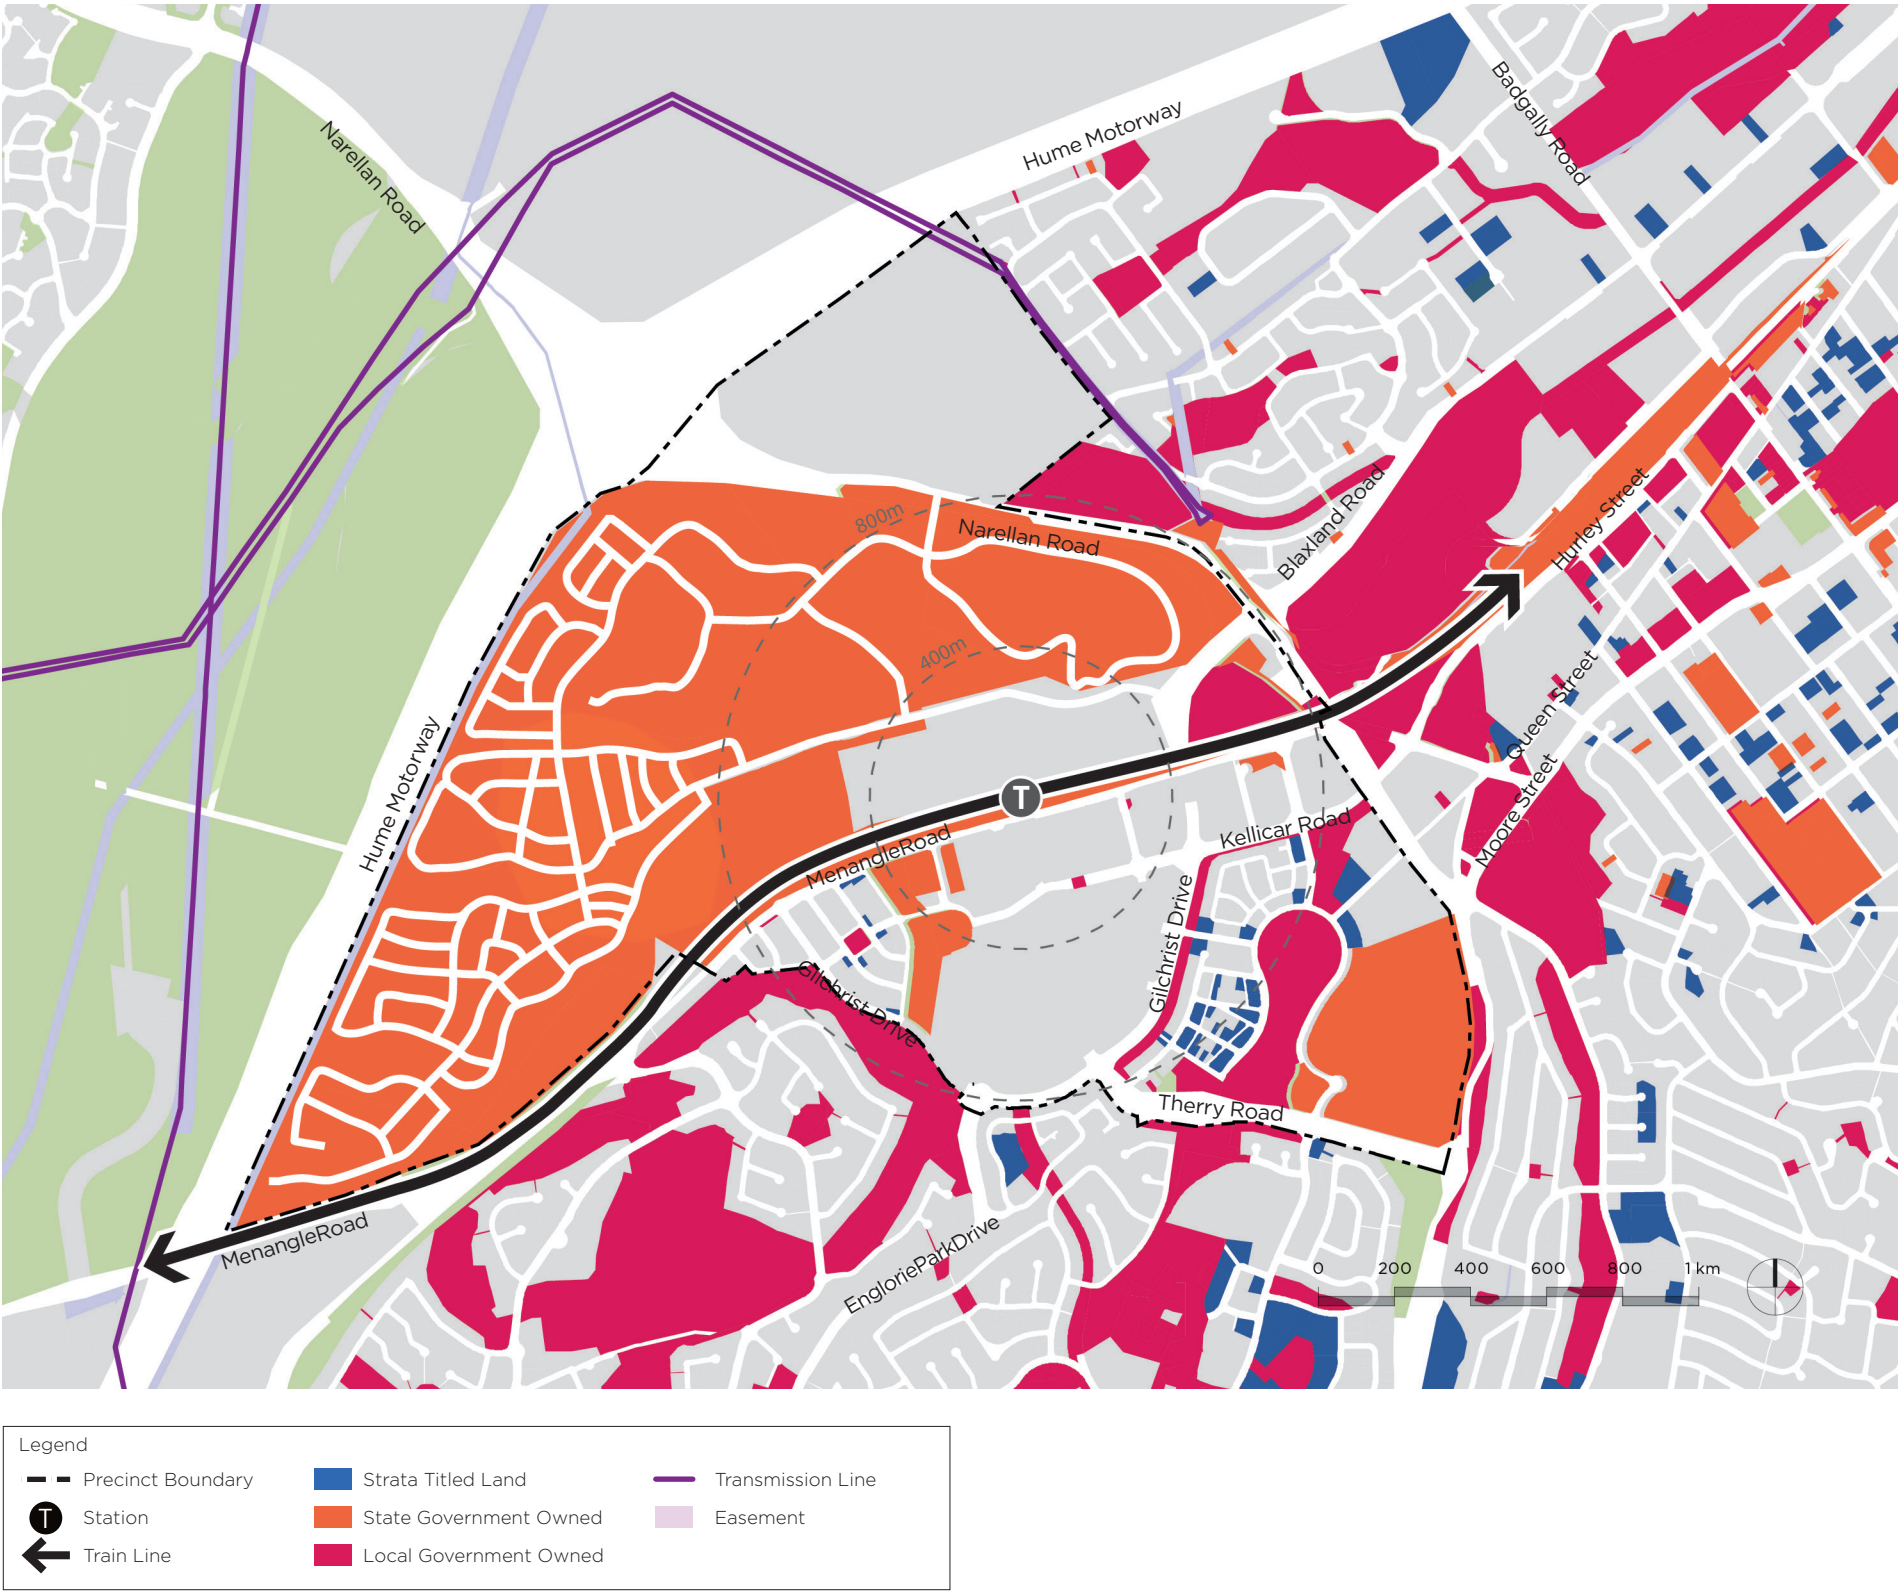 Badgally Road
Hume Motorway
Narellan Road
Blaxland Road
Hurley Street
800m
Narellan Road
400m
Queen Street
Hume Motorway
Moore Street
T
Kellicar Road
MenangleRoad
Gilchrist Drive
Gilchrist Drive
Therry Road
MenangleRoad
EnglorieParkDrive
0 200 400 600 800 1 km
Legend
Precinct Boundary
T Station
Train Line
Strata Titled Land
State Government Owned
Local Government Owned
Transmission Line
Easement